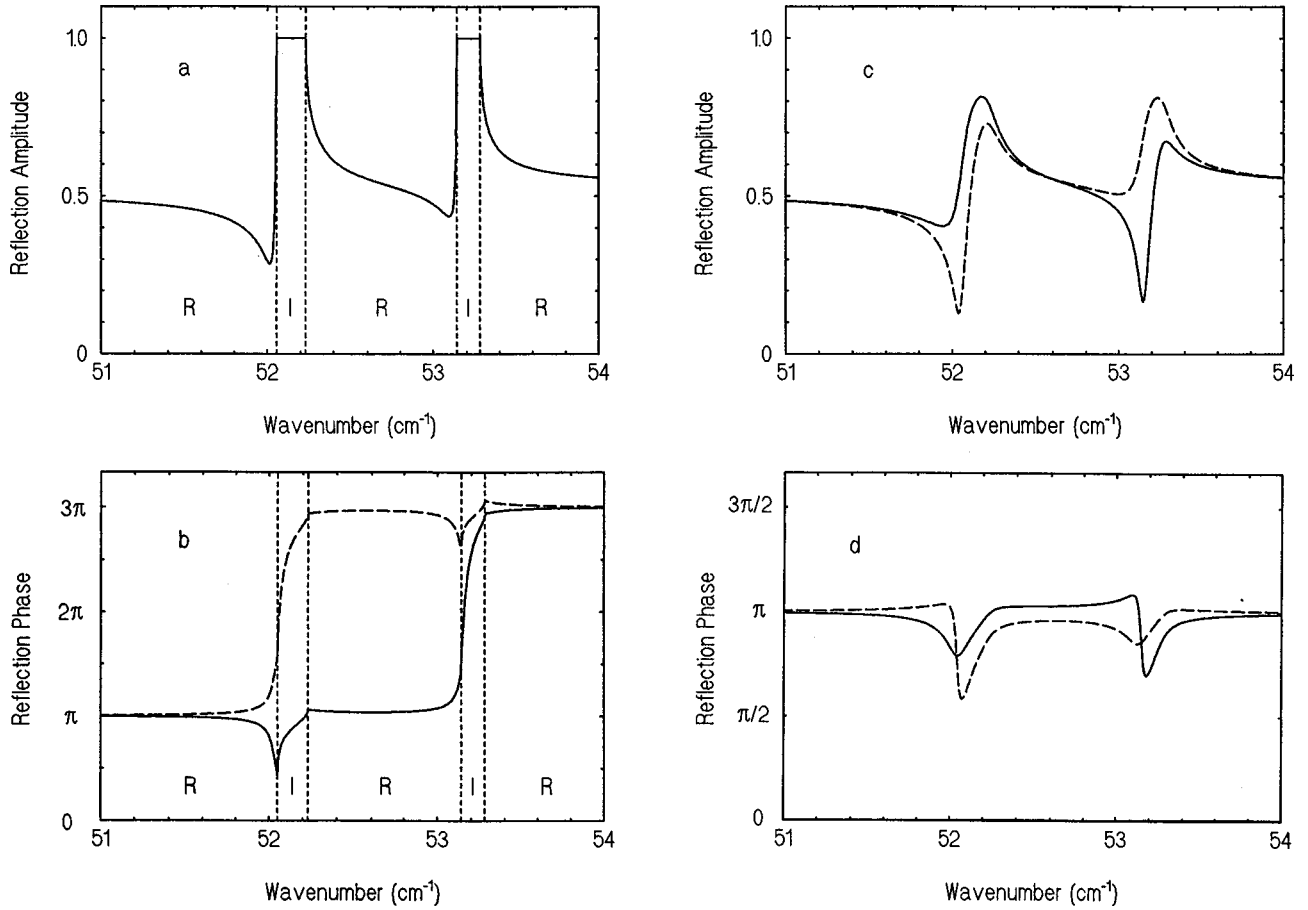 1.0
0.5
0
a
R I R I R
51 52 53 54
Reflection Amplitude
Wavenumber (cm⁻¹)
1.0
0.5
0
c
51 52 53 54
Reflection Amplitude
Wavenumber (cm⁻¹)
3π
2π
π
0
b
R I R I R
51 52 53 54
Reflection Phase
Wavenumber (cm⁻¹)
3π/2
π
π/2
0
d
51 52 53 54
Reflection Phase
Wavenumber (cm⁻¹)